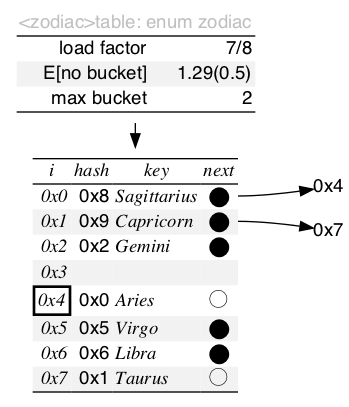 <zodiac>table: enum zodiac
load factor 7/8
E[no bucket] 1.29(0.5)
max bucket 2
i hash key next
0x0 0x8 Sagittarius 0x4
0x1 0x9 Capricorn 0x7
0x2 0x2 Gemini
0x3
0x4 0x0 Aries
0x5 0x5 Virgo
0x6 0x6 Libra
0x7 0x1 Taurus